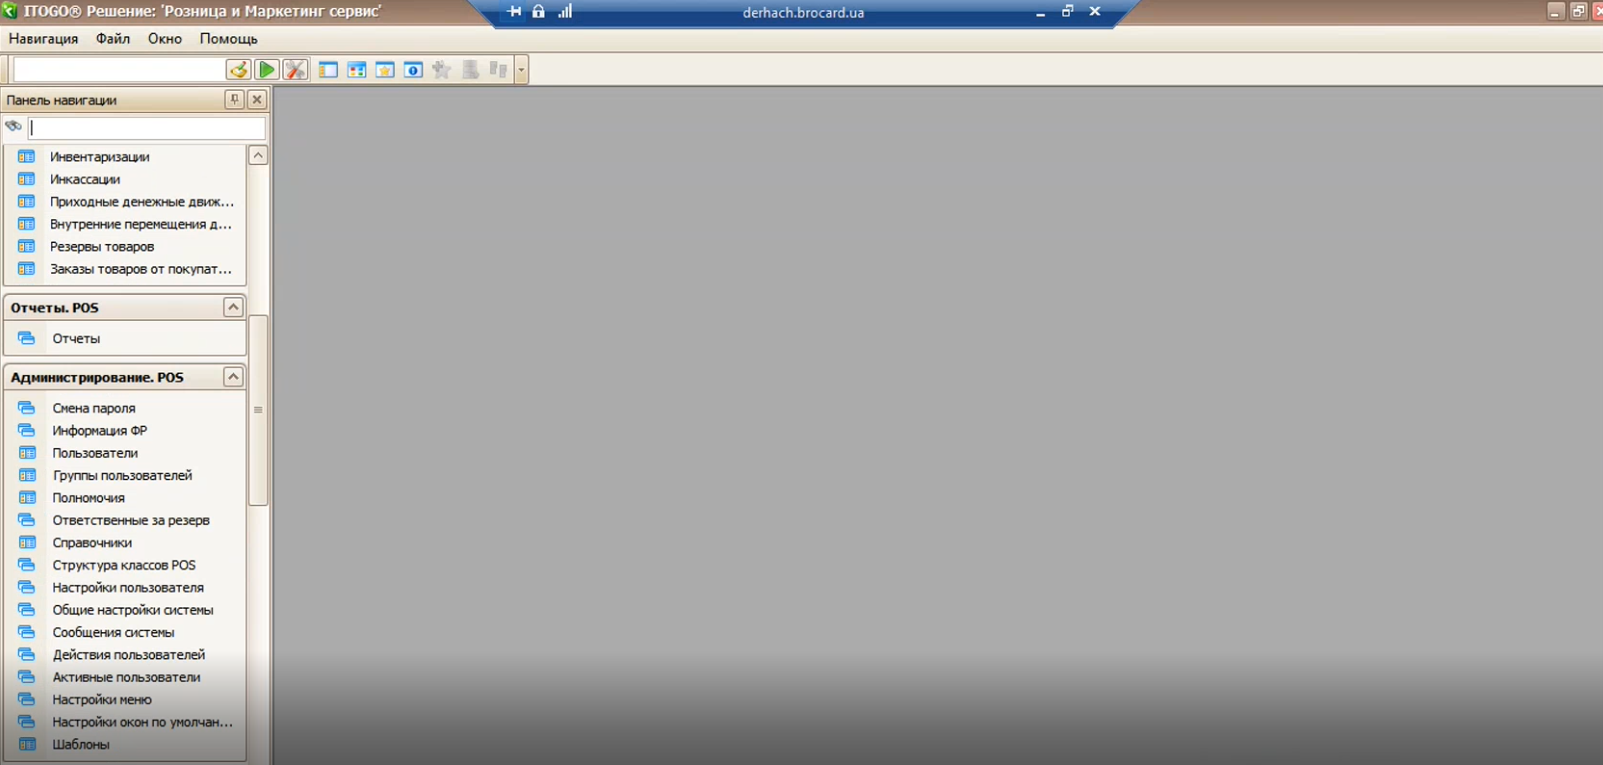 ITOGO® Решение: 'Розница и Маркетинг сервис'
derhach.brocard.ua
Навигация Файл Окно Помощь
Панель навигации
Инвентаризации
Инкассации
Приходные денежные движ...
Внутренние перемещения д...
Резервы товаров
Заказы товаров от покупат...
Отчеты. POS
Отчеты
Администрирование. POS
Смена пароля
Информация ФР
Пользователи
Группы пользователей
Полномочия
Ответственные за резерв
Справочники
Структура классов POS
Настройки пользователя
Общие настройки системы
Сообщения системы
Действия пользователей
Активные пользователи
Настройки меню
Настройки окон по умолчан...
Шаблоны